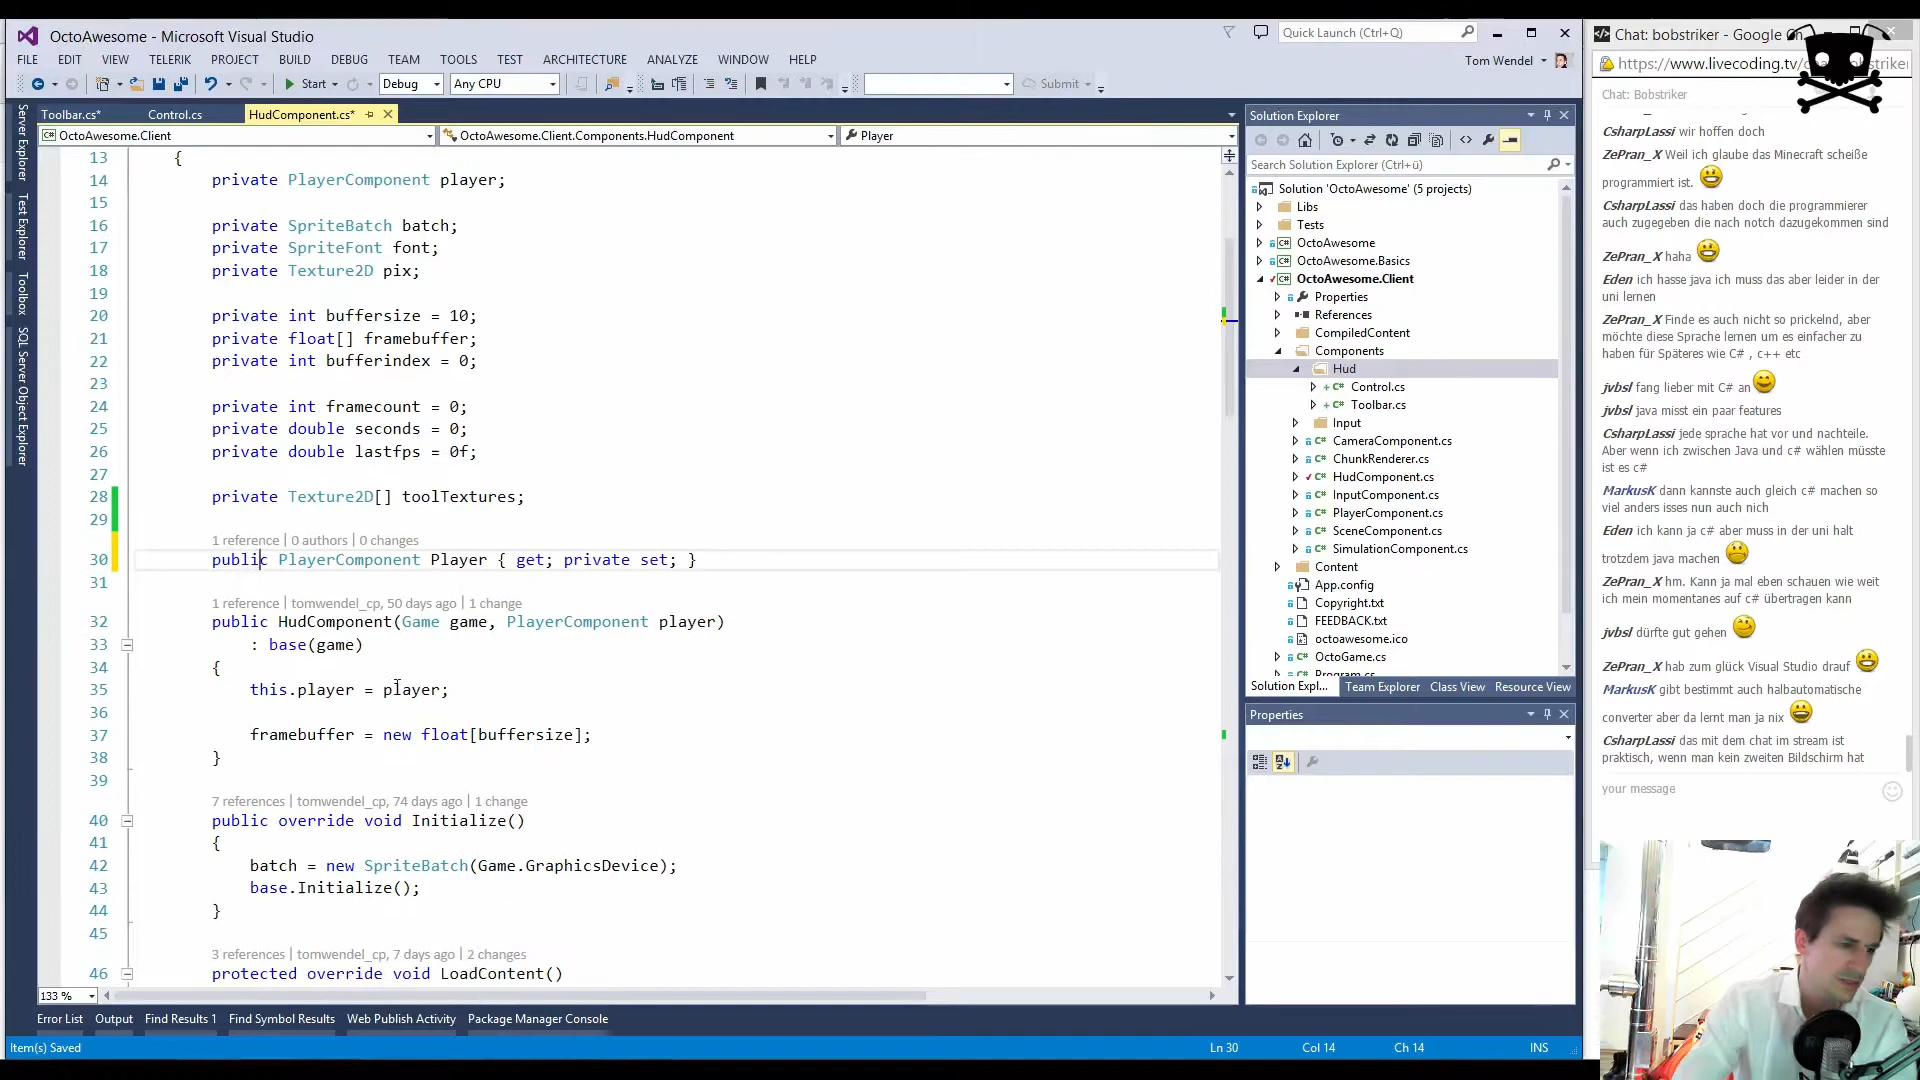 OctoAwesome - Microsoft Visual Studio
Quick Launch (Ctrl+Q)
FILE EDIT VIEW TELERIK PROJECT BUILD DEBUG TEAM TOOLS TEST ARCHITECTURE ANALYZE WINDOW HELP
Tom Wendel
Start Debug Any CPU Submit
Toolbar.cs* Control.cs HudComponent.cs*
OctoAwesome.Client OctoAwesome.Client.Components.HudComponent Player
Server Explorer
Test Explorer
Toolbox
SQL Server Object Explorer
13 {
14 private PlayerComponent player;
15
16 private SpriteBatch batch;
17 private SpriteFont font;
18 private Texture2D pix;
19
20 private int buffersize = 10;
21 private float[] framebuffer;
22 private int bufferindex = 0;
23
24 private int framecount = 0;
25 private double seconds = 0;
26 private double lastfps = 0f;
27
28 private Texture2D[] toolTextures;
29
1 reference | 0 authors | 0 changes
30 public PlayerComponent Player { get; private set; }
31
1 reference | tomwendel_cp, 50 days ago | 1 change
32 public HudComponent(Game game, PlayerComponent player)
33 : base(game)
34 {
35 this.player = player;
36
37 framebuffer = new float[buffersize];
38 }
39
7 references | tomwendel_cp, 74 days ago | 1 change
40 public override void Initialize()
41 {
42 batch = new SpriteBatch(Game.GraphicsDevice);
43 base.Initialize();
44 }
45
3 references | tomwendel_cp, 7 days ago | 2 changes
46 protected override void LoadContent()
133 %
Error List Output Find Results 1 Find Symbol Results Web Publish Activity Package Manager Console
Item(s) Saved
Ln 30 Col 14 Ch 14 INS
Solution Explorer
Search Solution Explorer (Ctrl+ü)
Solution 'OctoAwesome' (5 projects)
Libs
Tests
OctoAwesome
OctoAwesome.Basics
OctoAwesome.Client
Properties
References
CompiledContent
Components
Hud
Control.cs
Toolbar.cs
Input
CameraComponent.cs
ChunkRenderer.cs
HudComponent.cs
InputComponent.cs
PlayerComponent.cs
SceneComponent.cs
SimulationComponent.cs
Content
App.config
Copyright.txt
FEEDBACK.txt
octoawesome.ico
OctoGame.cs
Program.cs
Solution Expl... Team Explorer Class View Resource View
Properties
Chat: bobstriker - Google
https://www.livecoding.tv/
Chat: Bobstriker
CsharpLassi wir hoffen doch
ZePran_X Weil ich glaube das Minecraft scheiße
programmiert ist.
CsharpLassi das haben doch die programmierer
auch zugegeben die nach notch dazugekommen sind
ZePran_X haha
Eden ich hasse java ich muss das aber leider in der
uni lernen
ZePran_X Finde es auch nicht so prickelnd, aber
möchte diese Sprache lernen um es einfacher zu
haben für Späteres wie C# , c++ etc
jvbsl fang lieber mit C# an
jvbsl java misst ein paar features
CsharpLassi jede sprache hat vor und nachteile.
Aber wenn ich zwischen Java und c# wählen müsste
ist es c#
MarkusK dann kannste auch gleich c# machen so
viel anders isses nun auch nich
Eden ich kann ja c# aber muss in der uni halt
trotzdem java machen
ZePran_X hm. Kann ja mal eben schauen wie weit
ich mein momentanes auf c# übertragen kann
jvbsl dürfte gut gehen
ZePran_X hab zum glück Visual Studio drauf
MarkusK gibt bestimmt auch halbautomatische
converter aber da lernt man ja nix
CsharpLassi das mit dem chat im stream ist
praktisch, wenn man kein zweiten Bildschirm hat
your message